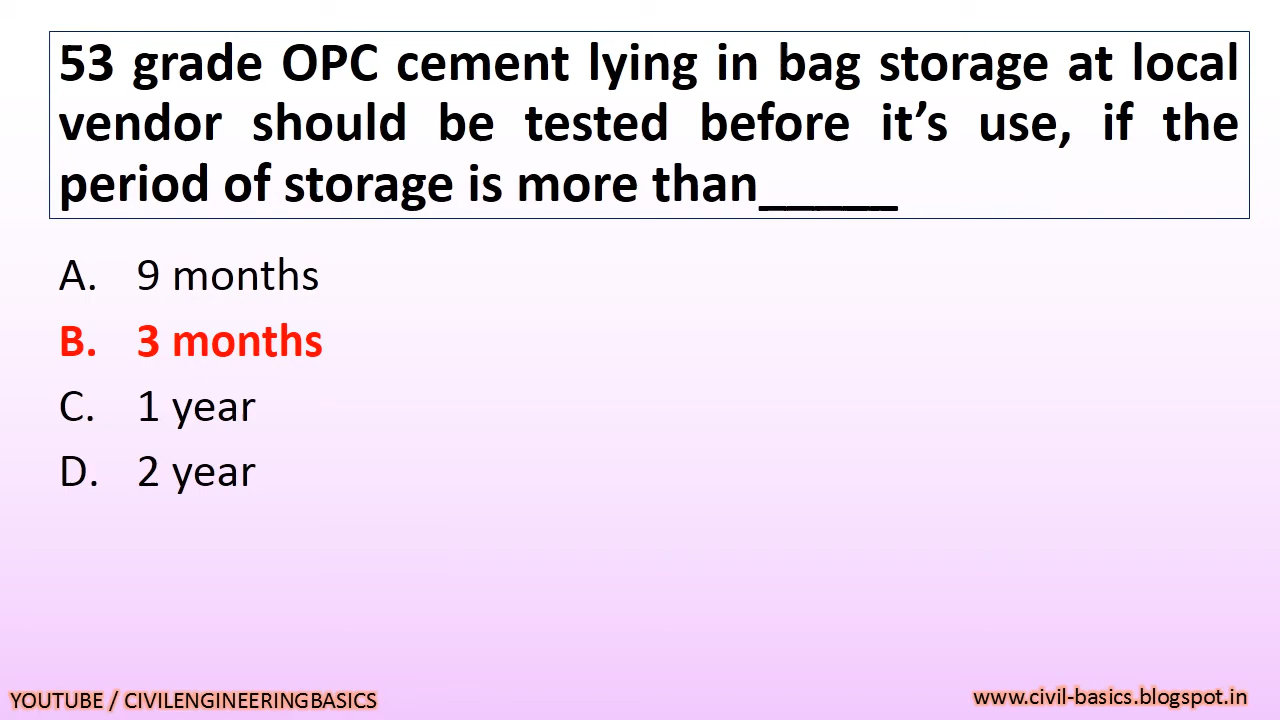 53 grade OPC cement lying in bag storage at local
vendor should be tested before it’s use, if the
period of storage is more than_____
A. 9 months
B. 3 months
C. 1 year
D. 2 year
YOUTUBE / CIVILENGINEERINGBASICS
www.civil-basics.blogspot.in